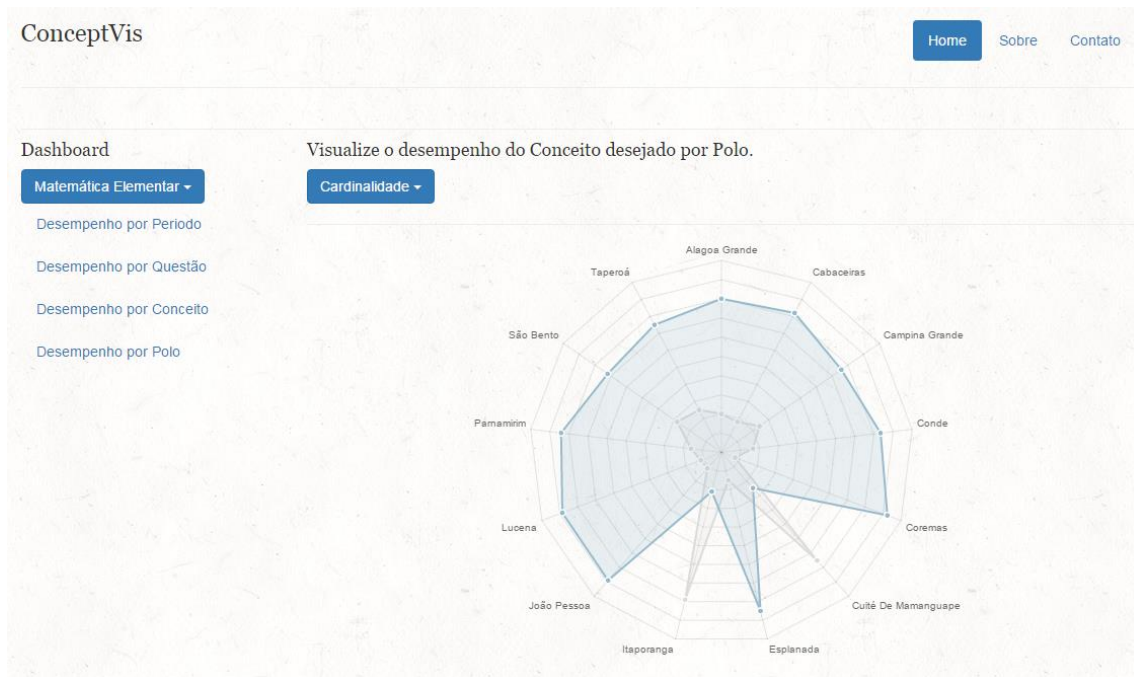 ConceptVis
Home Sobre Contato
Dashboard
Matemática Elementar
Desempenho por Periodo
Desempenho por Questão
Desempenho por Conceito
Desempenho por Polo
Visualize o desempenho do Conceito desejado por Polo.
Cardinalidade
Alagoa Grande
Taperoá
Cabaceiras
São Bento
Campina Grande
Parnamirim
Conde
Lucena
Coremas
João Pessoa
Cuité De Mamanguape
Itaporanga
Esplanada